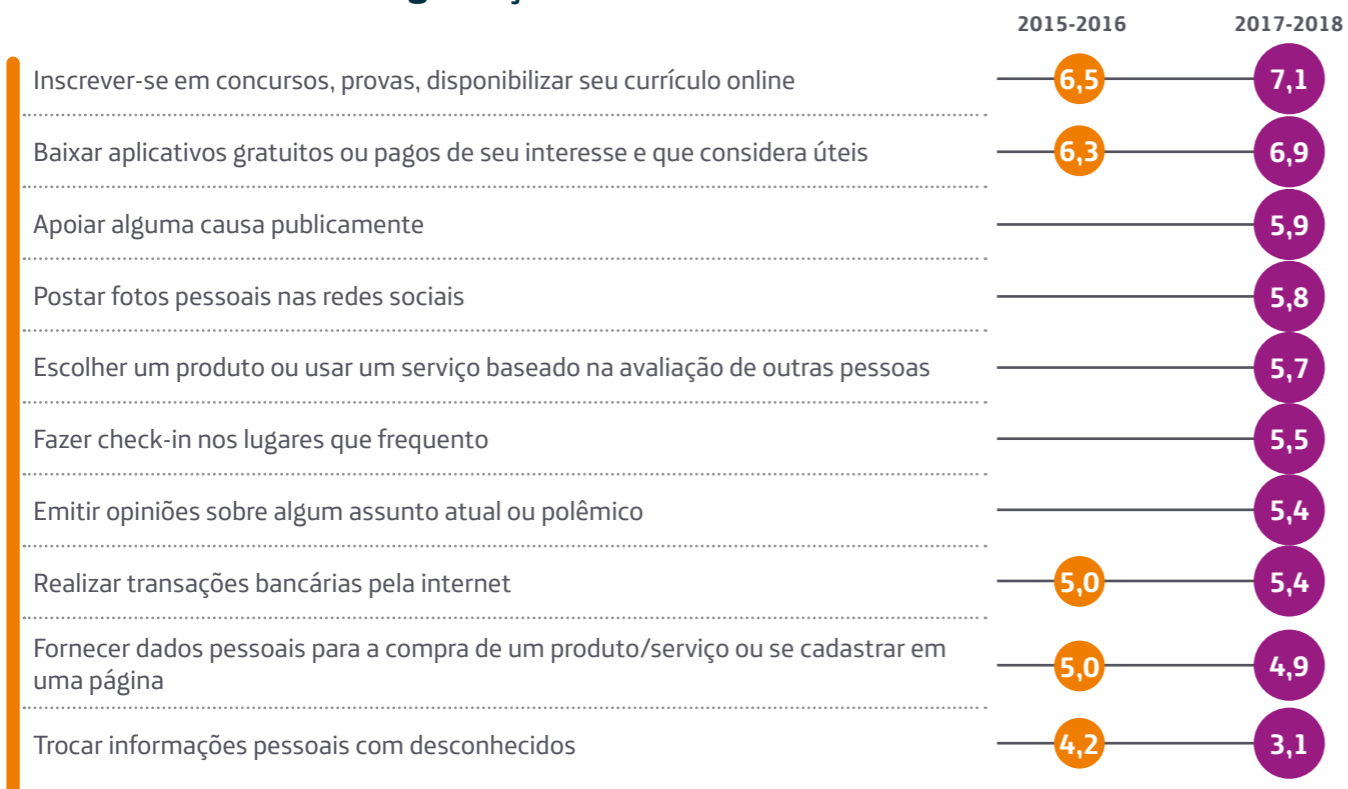 2015-2016 2017-2018
Inscrever-se em concursos, provas, disponibilizar seu currículo online 6,5 7,1
Baixar aplicativos gratuitos ou pagos de seu interesse e que considera úteis 6,3 6,9
Apoiar alguma causa publicamente 5,9
Postar fotos pessoais nas redes sociais 5,8
Escolher um produto ou usar um serviço baseado na avaliação de outras pessoas 5,7
Fazer check-in nos lugares que frequento 5,5
Emitir opiniões sobre algum assunto atual ou polêmico 5,4
Realizar transações bancárias pela internet 5,0 5,4
Fornecer dados pessoais para a compra de um produto/serviço ou se cadastrar em
uma página 5,0 4,9
Trocar informações pessoais com desconhecidos 4,2 3,1